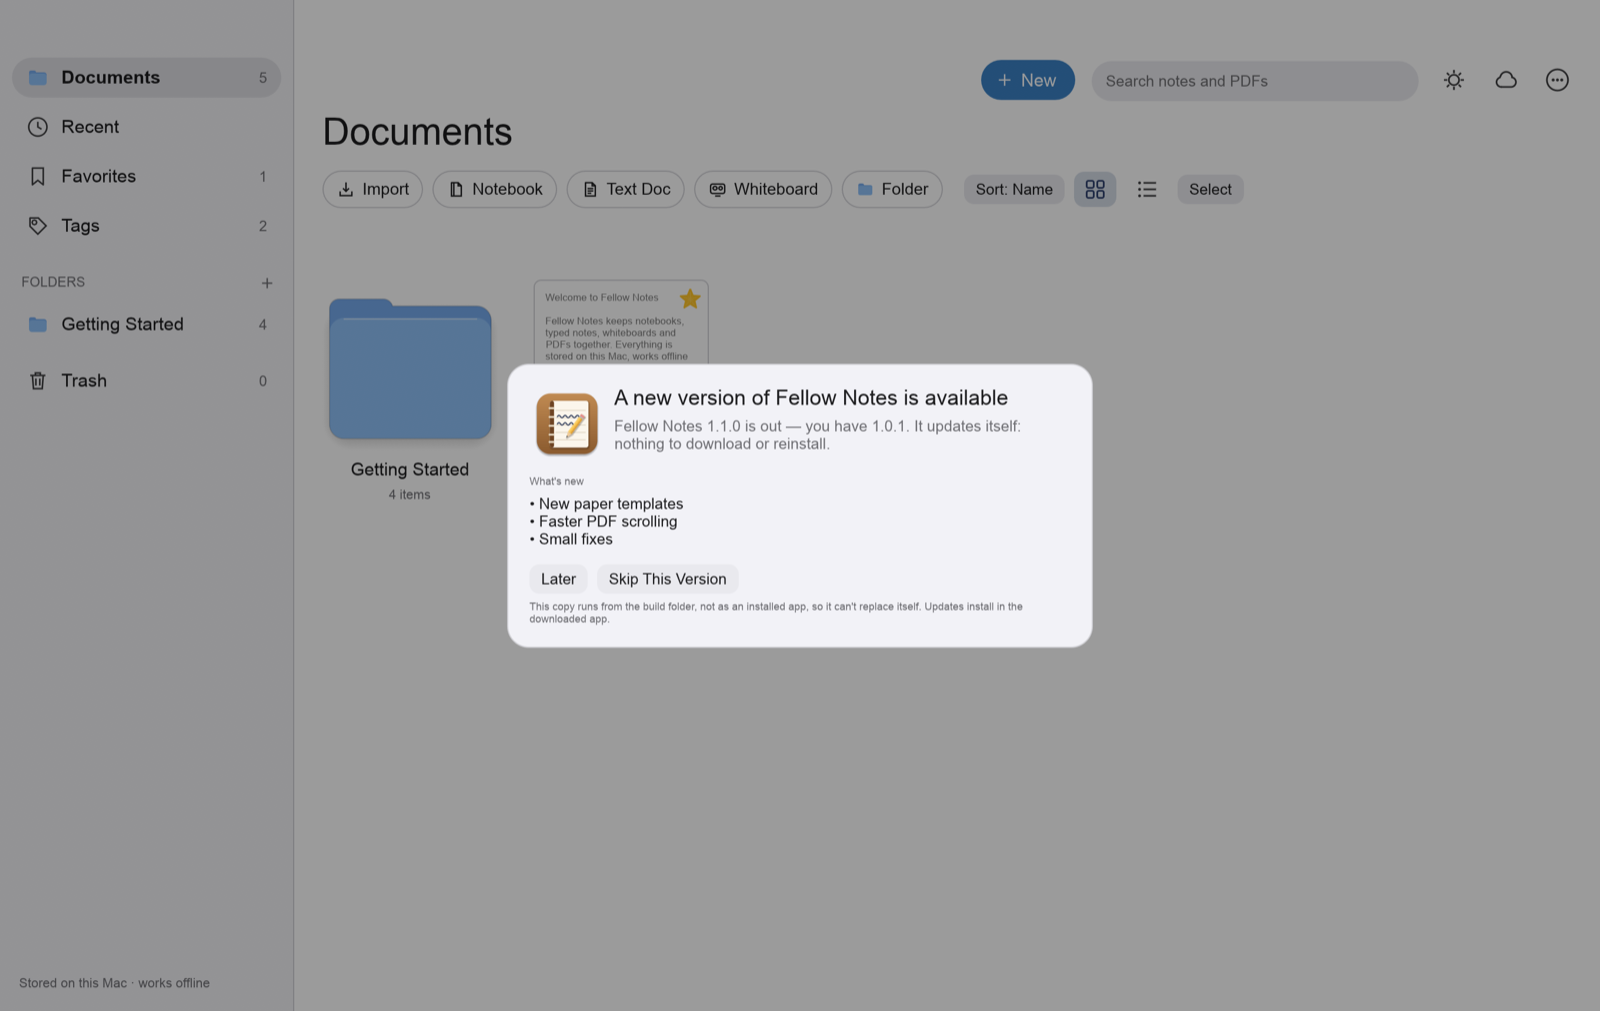 Documents 5
Recent
Favorites 1
Tags 2
FOLDERS +
Getting Started 4
Trash 0
Stored on this Mac · works offline
+ New
Search notes and PDFs
Documents
Import
Notebook
Text Doc
Whiteboard
Folder
Sort: Name
Select
Getting Started
4 items
Welcome to Fellow Notes
Fellow Notes keeps notebooks,
typed notes, whiteboards and
PDFs together. Everything is
stored on this Mac, works offline
A new version of Fellow Notes is available
Fellow Notes 1.1.0 is out — you have 1.0.1. It updates itself:
nothing to download or reinstall.
What's new
• New paper templates
• Faster PDF scrolling
• Small fixes
Later
Skip This Version
This copy runs from the build folder, not as an installed app, so it can't replace itself. Updates install in the
downloaded app.